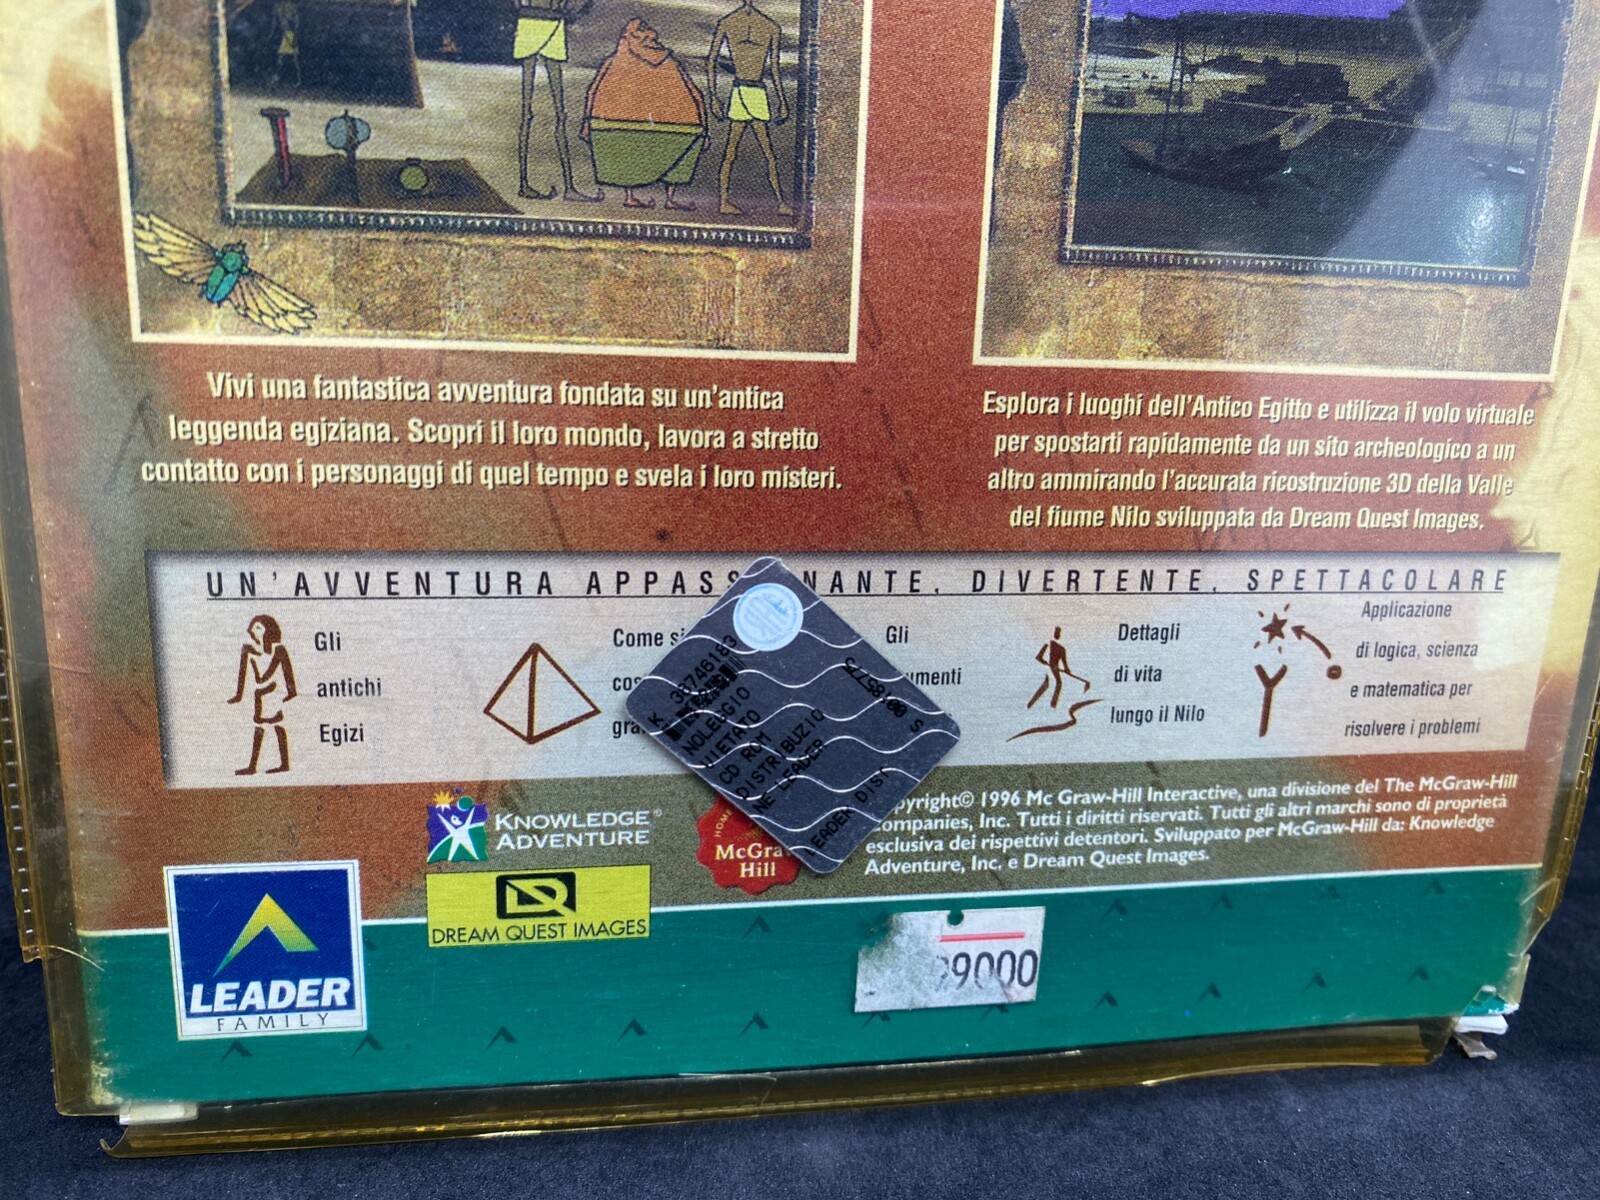 Vivi una fantastica avventura fondata su un'antica
leggenda egiziana. Scopri il loro mondo, lavora a stretto
contatto con i personaggi di quel tempo e svela i loro misteri.
Esplora i luoghi dell'Antico Egitto e utilizza il volo virtuale
per spostarti rapidamente da un sito archeologico a un
altro ammirando l'accurata ricostruzione 3D della Valle
del fiume Nilo sviluppata da Dream Quest Images.
UN'AVVENTURA APPAS NANTE, DIVERTENTE, SPETTACOLARE
Gli
antichi
Egizi
Come si
Gli
Dettagli
di vita
lungo il Nilo
Applicazione
di logica, scienza
e matematica per
risolvere i problemi
K 36746183
NOLEGGIO
VIETATO
CD ROM
DISTRIBUZIO
NE LEADER
S
LEADER DIST
KNOWLEDGE
ADVENTURE
DREAM QUEST IMAGES
HOME
McGra
Hill
pyright© 1996 Mc Graw-Hill Interactive, una divisione del The McGraw-Hill
Companies, Inc. Tutti i diritti riservati. Tutti gli altri marchi sono di proprietà
esclusiva dei rispettivi detentori. Sviluppato per McGraw-Hill da: Knowledge
Adventure, Inc. e Dream Quest Images.
LEADER
FAMILY
99000